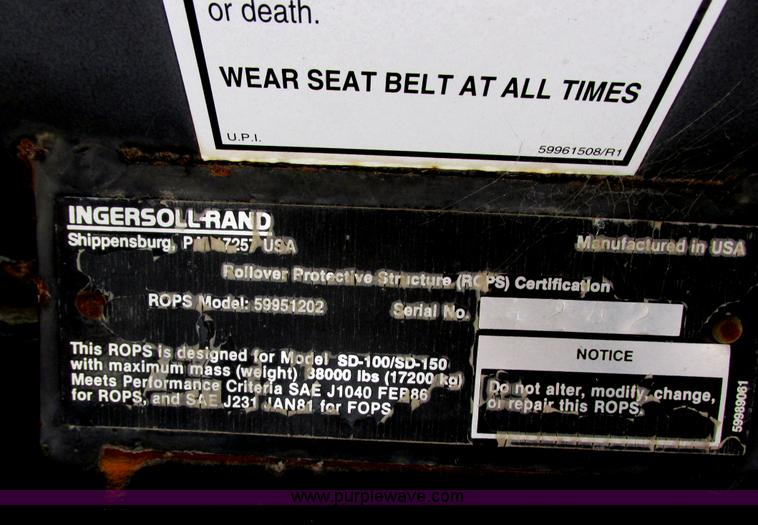 or death.
WEAR SEAT BELT AT ALL TIMES
U.P.I.
59961508/R1
INGERSOLL-RAND
Shippensburg, USA
Manufactured in USA
Rollover Protective Structure (ROPS) Certification
ROPS Model: 59951202
Serial No.
This ROPS is designed for Model SD-100/SD-150
with maximum mass (weight) 38000 lbs (17200 kg)
Meets Performance Criteria SAE J1040 FEB86
for ROPS, and SAE J231 JAN81 for FOPS
NOTICE
Do not alter, modify, change,
or repair this ROPS.
59989061
www.purplewave.com